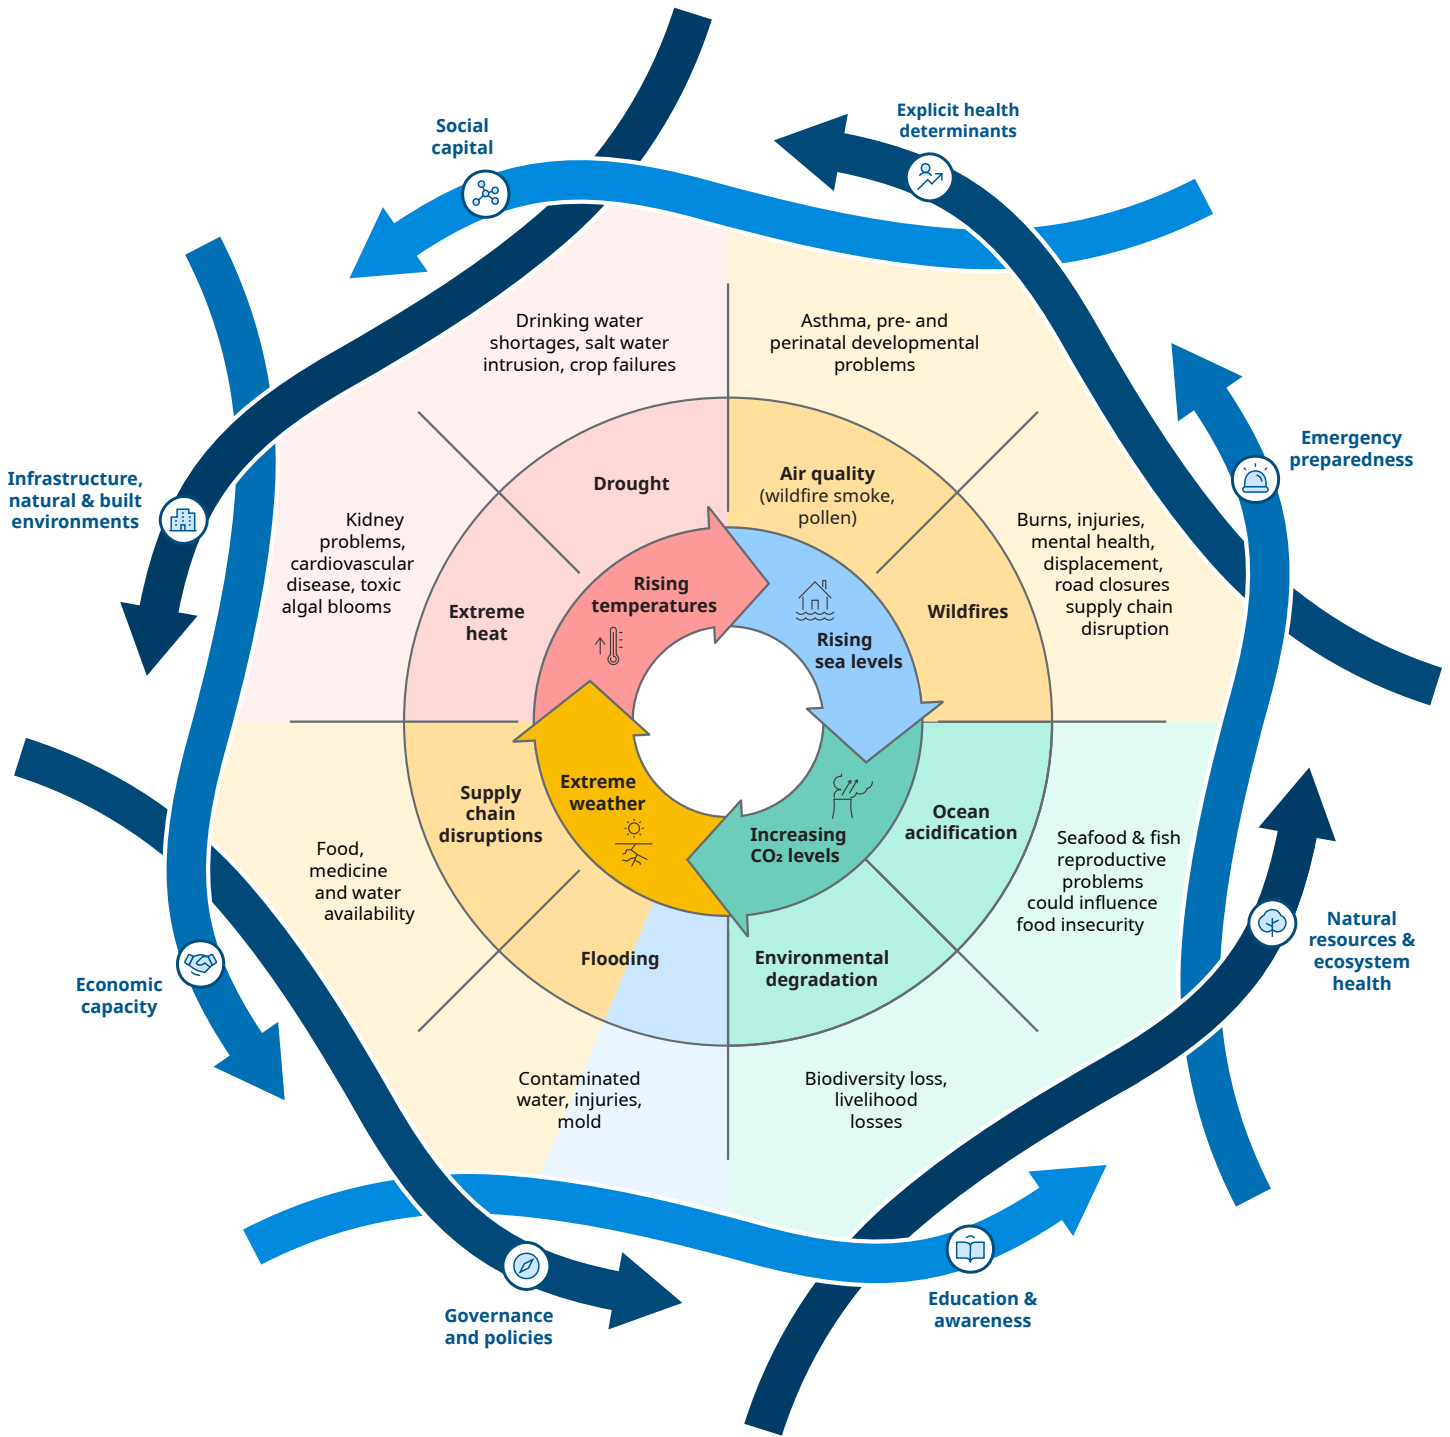 Explicit health
determinants
Social
capital
Drinking water
shortages, salt water
intrusion, crop failures
Asthma, pre- and
perinatal developmental
problems
Emergency
preparedness
Infrastructure,
natural & built
environments
Drought
Air quality
(wildfire smoke,
pollen)
Kidney
problems,
cardiovascular
disease, toxic
algal blooms
Burns, injuries,
mental health,
displacement,
road closures
supply chain
disruption
Extreme
heat
Rising
temperatures
Rising
sea levels
Wildfires
Supply
chain
disruptions
Extreme
weather
Increasing
CO₂ levels
Ocean
acidification
Food,
medicine
and water
availability
Seafood & fish
reproductive
problems
could influence
food insecurity
Natural
resources &
ecosystem
health
Economic
capacity
Flooding
Environmental
degradation
Contaminated
water, injuries,
mold
Biodiversity loss,
livelihood
losses
Governance
and policies
Education &
awareness